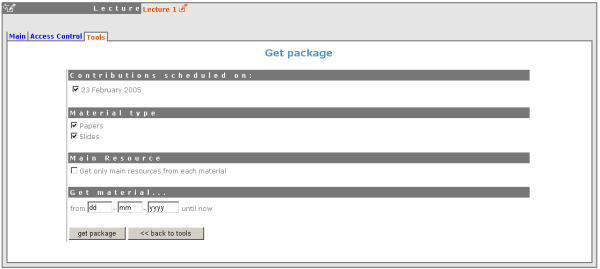 Lecture Lecture 1
Main Access Control Tools
Get package
Contributions scheduled on:
23 February 2005
Material type
Papers
Slides
Main Resource
Get only main resources from each material
Get material...
from dd - mm - yyyy until now
get package << back to tools